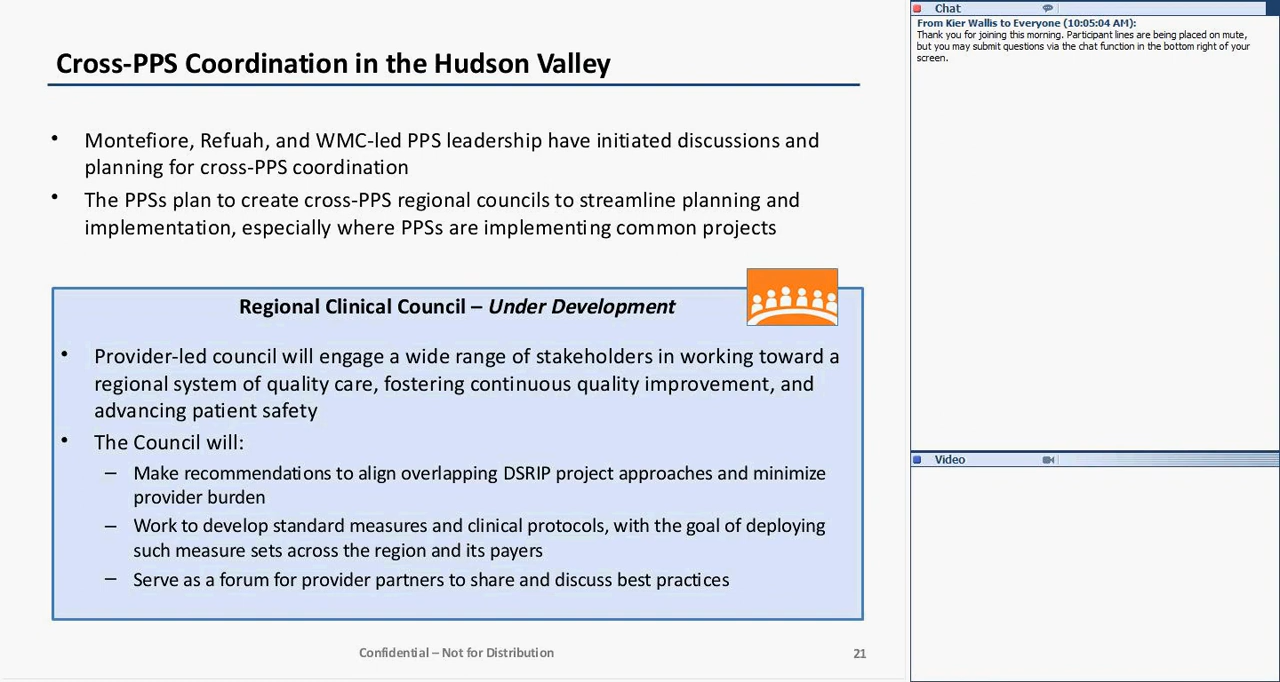 Cross-PPS Coordination in the Hudson Valley
• Montefiore, Refuah, and WMC-led PPS leadership have initiated discussions and
planning for cross-PPS coordination
• The PPSs plan to create cross-PPS regional councils to streamline planning and
implementation, especially where PPSs are implementing common projects
Regional Clinical Council – Under Development
• Provider-led council will engage a wide range of stakeholders in working toward a
regional system of quality care, fostering continuous quality improvement, and
advancing patient safety
• The Council will:
– Make recommendations to align overlapping DSRIP project approaches and minimize
provider burden
– Work to develop standard measures and clinical protocols, with the goal of deploying
such measure sets across the region and its payers
– Serve as a forum for provider partners to share and discuss best practices
Confidential – Not for Distribution
21
Chat
From Kier Wallis to Everyone (10:05:04 AM):
Thank you for joining this morning. Participant lines are being placed on mute,
but you may submit questions via the chat function in the bottom right of your
screen.
Video